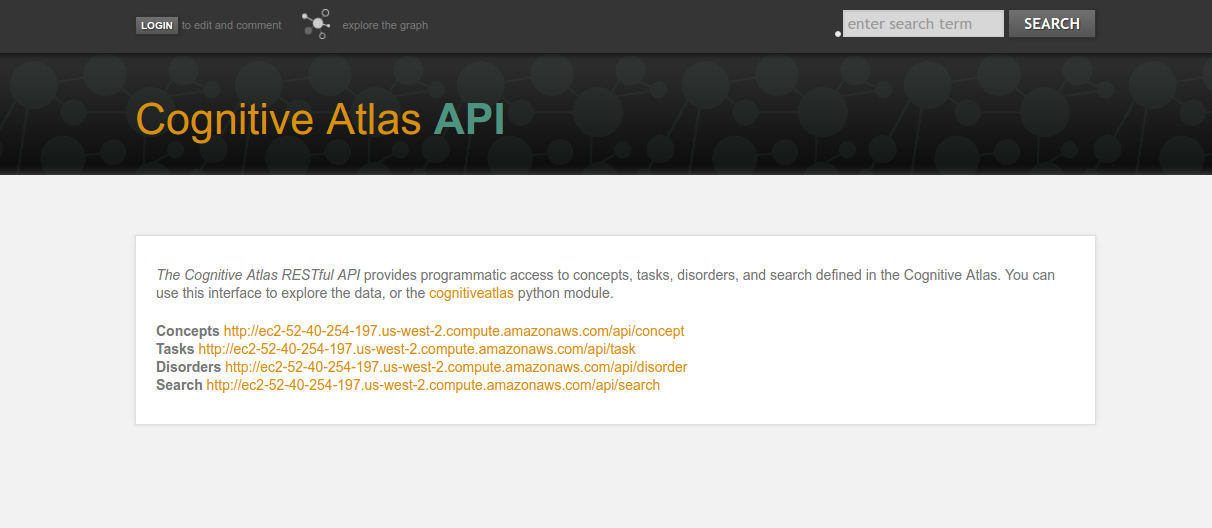 LOGIN to edit and comment explore the graph enter search term SEARCH
Cognitive Atlas API
The Cognitive Atlas RESTful API provides programmatic access to concepts, tasks, disorders, and search defined in the Cognitive Atlas. You can
use this interface to explore the data, or the cognitiveatlas python module.
Concepts http://ec2-52-40-254-197.us-west-2.compute.amazonaws.com/api/concept
Tasks http://ec2-52-40-254-197.us-west-2.compute.amazonaws.com/api/task
Disorders http://ec2-52-40-254-197.us-west-2.compute.amazonaws.com/api/disorder
Search http://ec2-52-40-254-197.us-west-2.compute.amazonaws.com/api/search